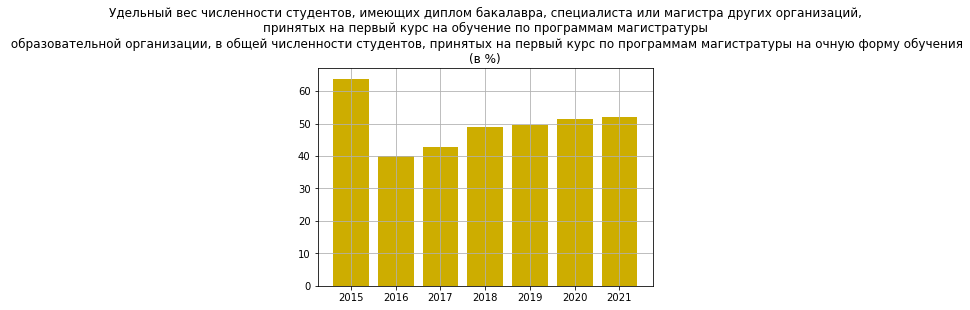 Удельный вес численности студентов, имеющих диплом бакалавра, специалиста или магистра других организаций,
принятых на первый курс на обучение по программам магистратуры
образовательной организации, в общей численности студентов, принятых на первый курс по программам магистратуры на очную форму обучения
(в %)
60
50
40
30
20
10
0
2015 2016 2017 2018 2019 2020 2021